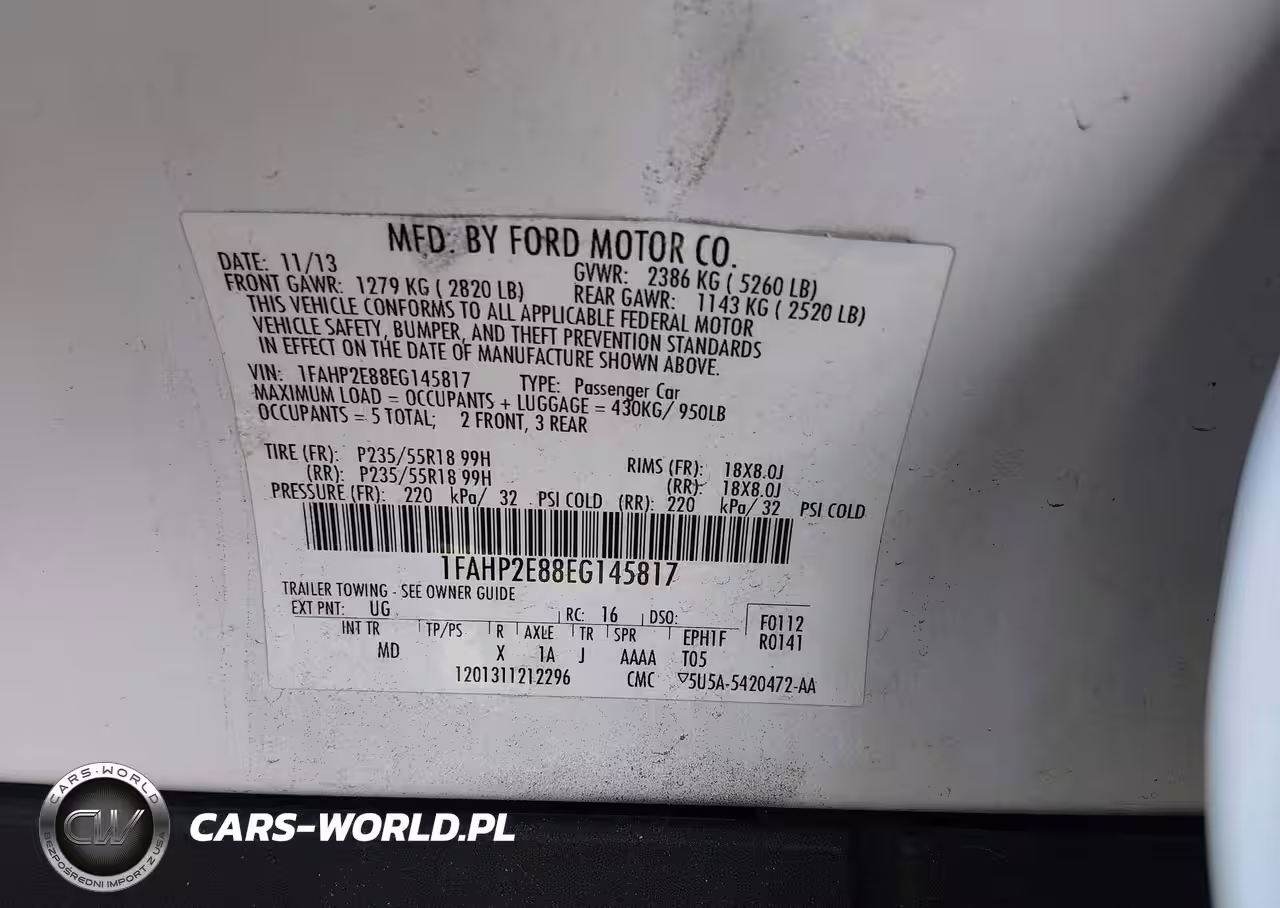 MFD. BY FORD MOTOR CO.
DATE: 11/13 GVWR: 2386 KG ( 5260 LB)
FRONT GAWR: 1279 KG ( 2820 LB) REAR GAWR: 1143 KG ( 2520 LB)
THIS VEHICLE CONFORMS TO ALL APPLICABLE FEDERAL MOTOR
VEHICLE SAFETY, BUMPER, AND THEFT PREVENTION STANDARDS
IN EFFECT ON THE DATE OF MANUFACTURE SHOWN ABOVE.
VIN: 1FAHP2E88EG145817 TYPE: Passenger Car
MAXIMUM LOAD = OCCUPANTS + LUGGAGE = 430KG/ 950LB
OCCUPANTS = 5 TOTAL; 2 FRONT, 3 REAR
TIRE (FR): P235/55R18 99H RIMS (FR): 18X8.0J
(RR): P235/55R18 99H (RR): 18X8.0J
PRESSURE (FR): 220 kPa/ 32 PSI COLD (RR): 220 kPa/ 32 PSI COLD
1FAHP2E88EG145817
TRAILER TOWING - SEE OWNER GUIDE
EXT PNT: UG RC: 16 DSO: F0112
R0141
INT TR TP/PS R AXLE TR SPR EPH1F
MD X 1A J AAAA T05
1201311212296 CMC ▽5U5A-5420472-AA
CARS-WORLD
CW
BEZPOŚREDNI IMPORT Z USA
CARS-WORLD.PL